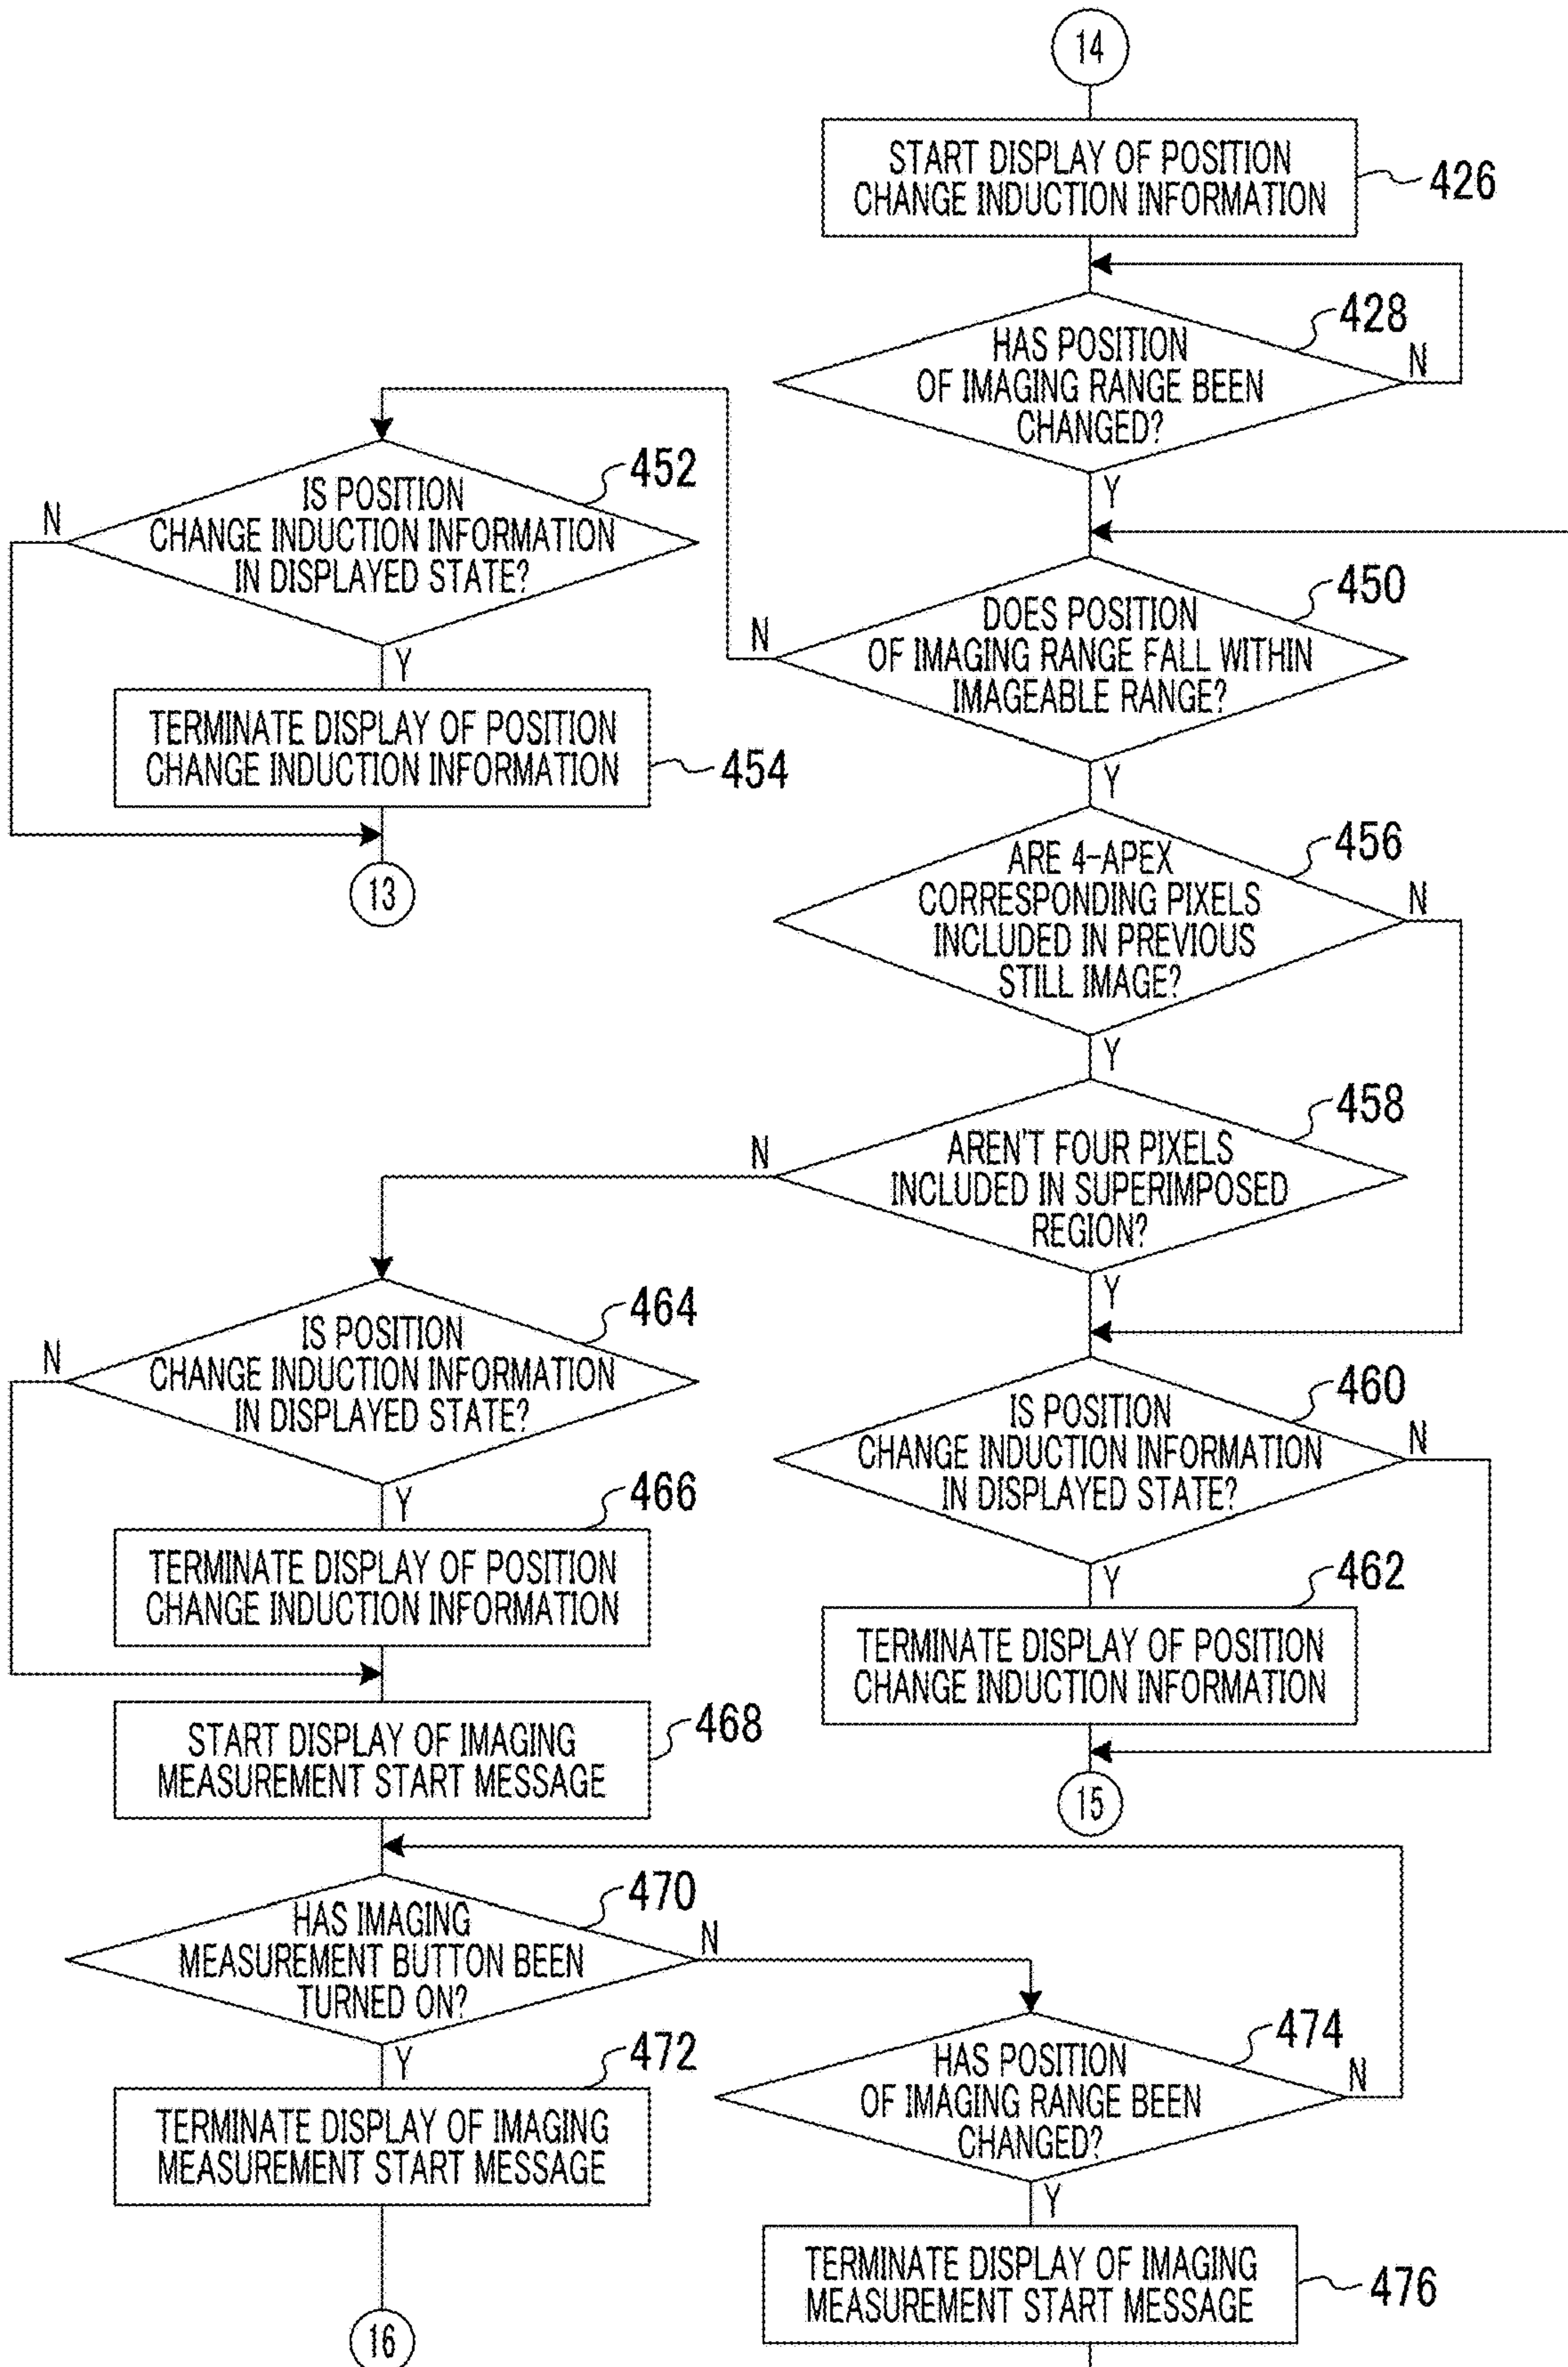 14
START DISPLAY OF POSITION
CHANGE INDUCTION INFORMATION
426
HAS POSITION
OF IMAGING RANGE BEEN
CHANGED?
428
N
Y
IS POSITION
CHANGE INDUCTION INFORMATION
IN DISPLAYED STATE?
452
N
Y
TERMINATE DISPLAY OF POSITION
CHANGE INDUCTION INFORMATION
454
13
DOES POSITION
OF IMAGING RANGE FALL WITHIN
IMAGEABLE RANGE?
450
N
Y
ARE 4-APEX
CORRESPONDING PIXELS
INCLUDED IN PREVIOUS
STILL IMAGE?
456
N
Y
AREN'T FOUR PIXELS
INCLUDED IN SUPERIMPOSED
REGION?
458
N
Y
IS POSITION
CHANGE INDUCTION INFORMATION
IN DISPLAYED STATE?
460
N
Y
TERMINATE DISPLAY OF POSITION
CHANGE INDUCTION INFORMATION
462
15
IS POSITION
CHANGE INDUCTION INFORMATION
IN DISPLAYED STATE?
464
N
Y
TERMINATE DISPLAY OF POSITION
CHANGE INDUCTION INFORMATION
466
START DISPLAY OF IMAGING
MEASUREMENT START MESSAGE
468
HAS IMAGING
MEASUREMENT BUTTON BEEN
TURNED ON?
470
N
Y
TERMINATE DISPLAY OF IMAGING
MEASUREMENT START MESSAGE
472
16
HAS POSITION
OF IMAGING RANGE BEEN
CHANGED?
474
N
Y
TERMINATE DISPLAY OF IMAGING
MEASUREMENT START MESSAGE
476